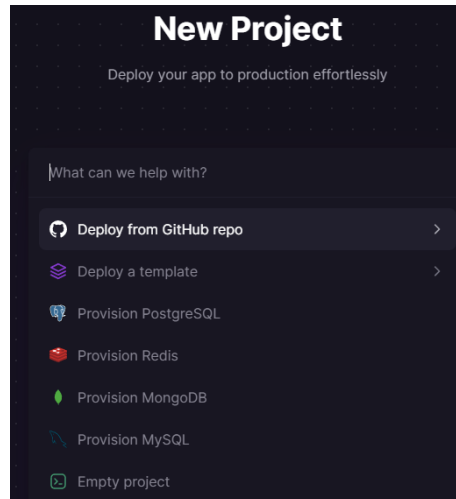 New Project
Deploy your app to production effortlessly
What can we help with?
Deploy from GitHub repo
Deploy a template
Provision PostgreSQL
Provision Redis
Provision MongoDB
Provision MySQL
Empty project